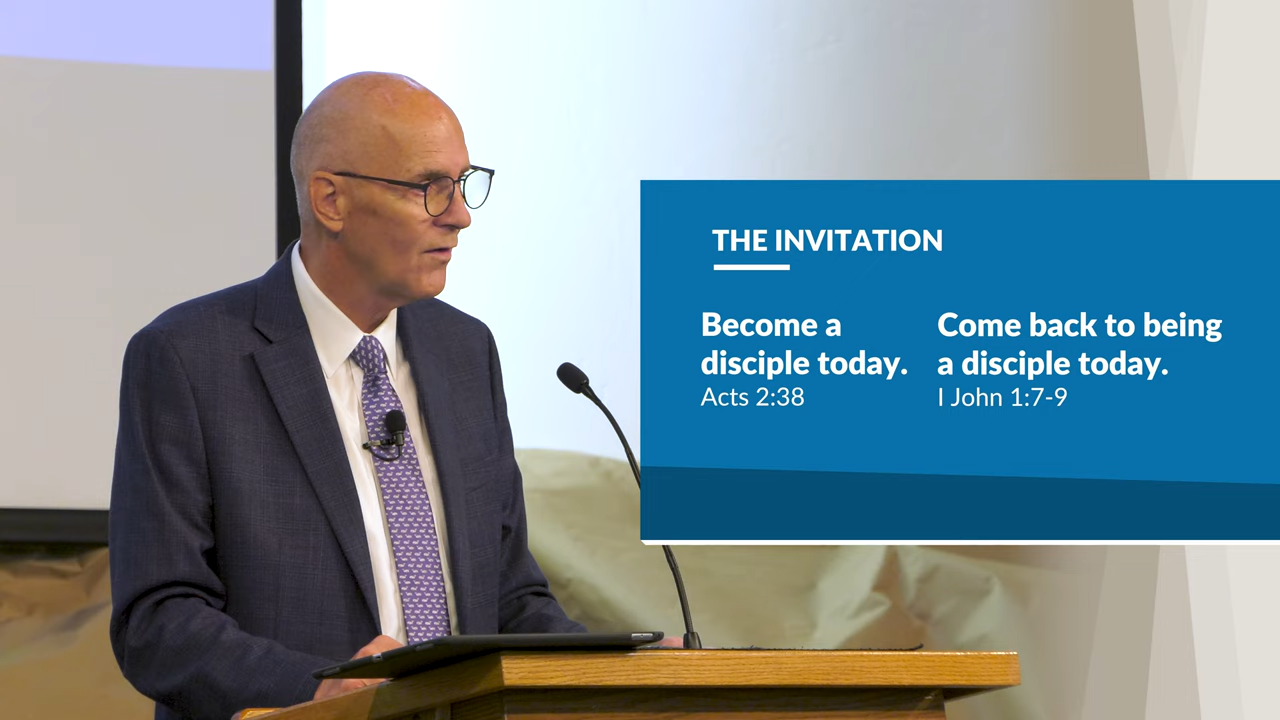 THE INVITATION
Become a
disciple today.
Acts 2:38
Come back to being
a disciple today.
I John 1:7-9